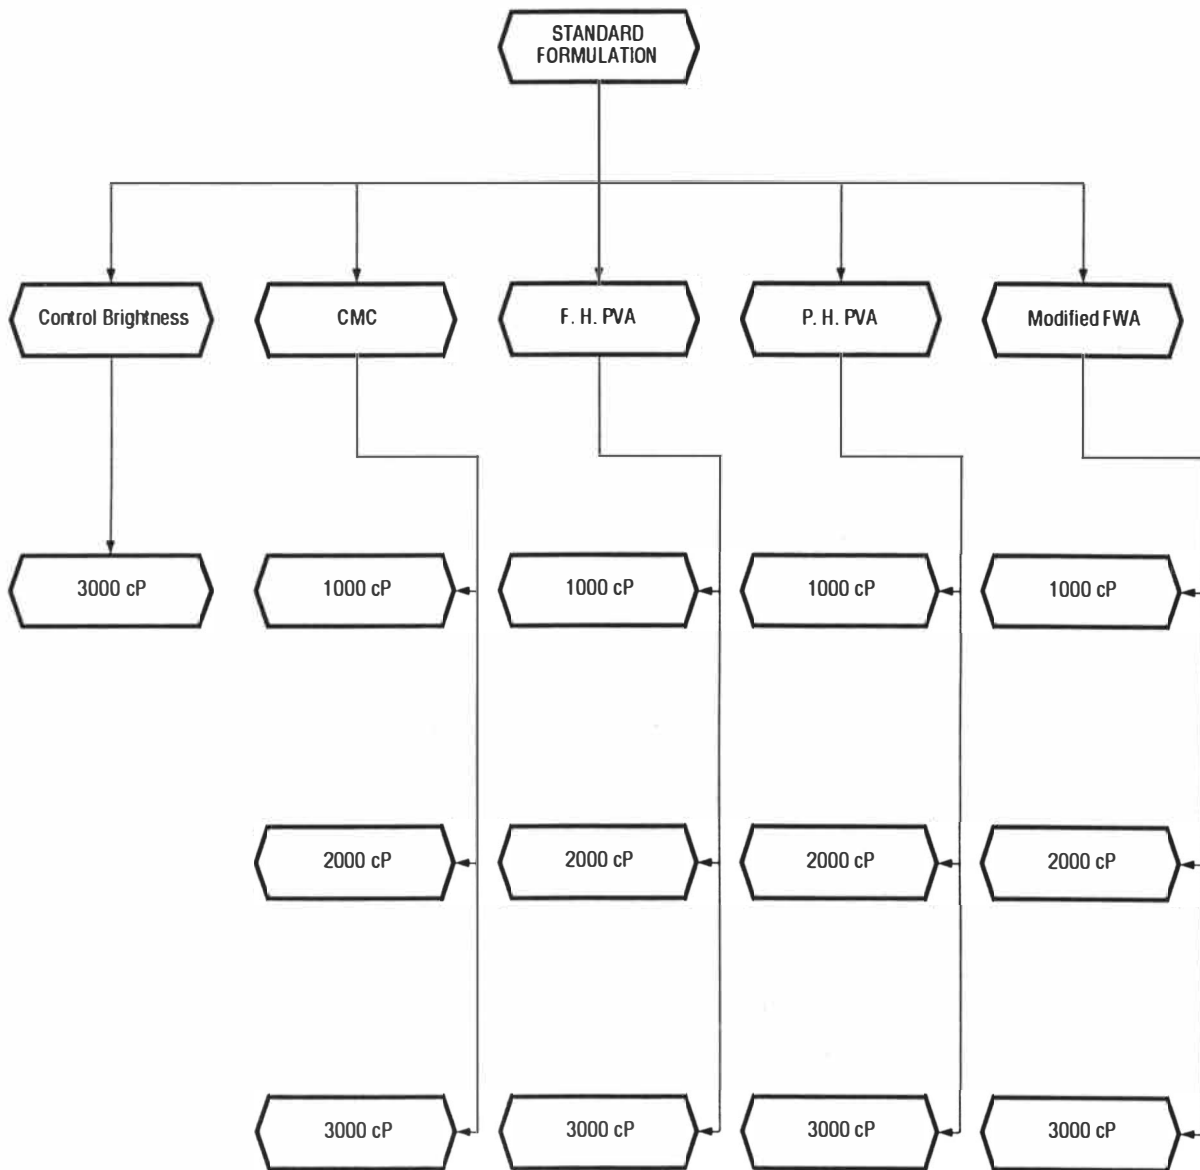 STANDARD
FORMULATION
Control Brightness
CMC
F. H. PVA
P. H. PVA
Modified FWA
3000 cP
1000 cP
1000 cP
1000 cP
1000 cP
2000 cP
2000 cP
2000 cP
2000 cP
3000 cP
3000 cP
3000 cP
3000 cP